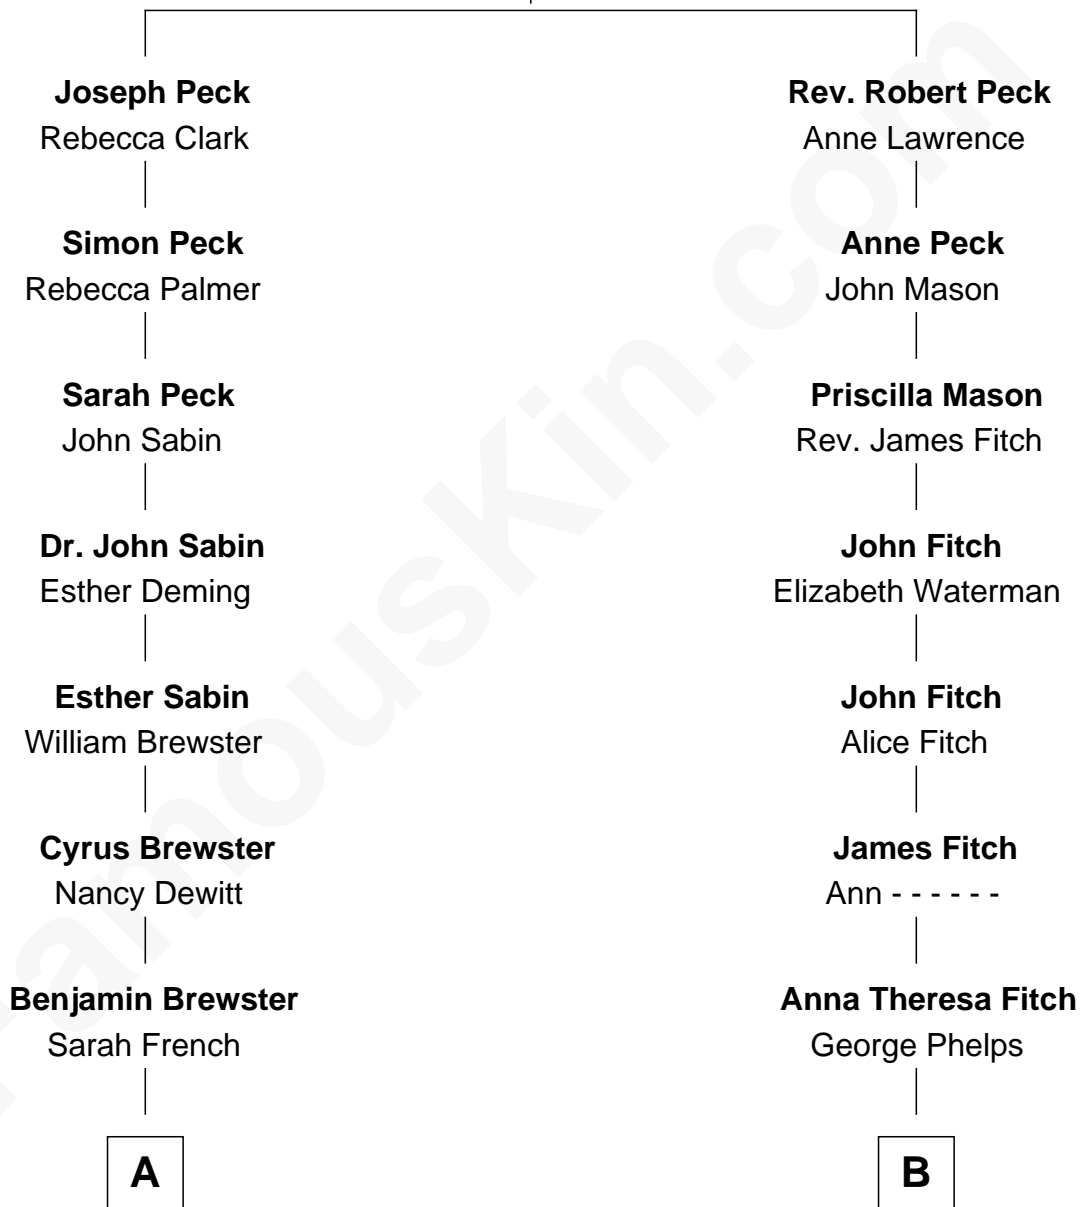 Joseph Peck
Rebecca Clark
Rev. Robert Peck
Anne Lawrence
Simon Peck
Rebecca Palmer
Anne Peck
John Mason
Sarah Peck
John Sabin
Priscilla Mason
Rev. James Fitch
Dr. John Sabin
Esther Deming
John Fitch
Elizabeth Waterman
Esther Sabin
William Brewster
John Fitch
Alice Fitch
Cyrus Brewster
Nancy Dewitt
James Fitch
Ann - - - - - -
Benjamin Brewster
Sarah French
Anna Theresa Fitch
George Phelps
A
B
FamousKin.com